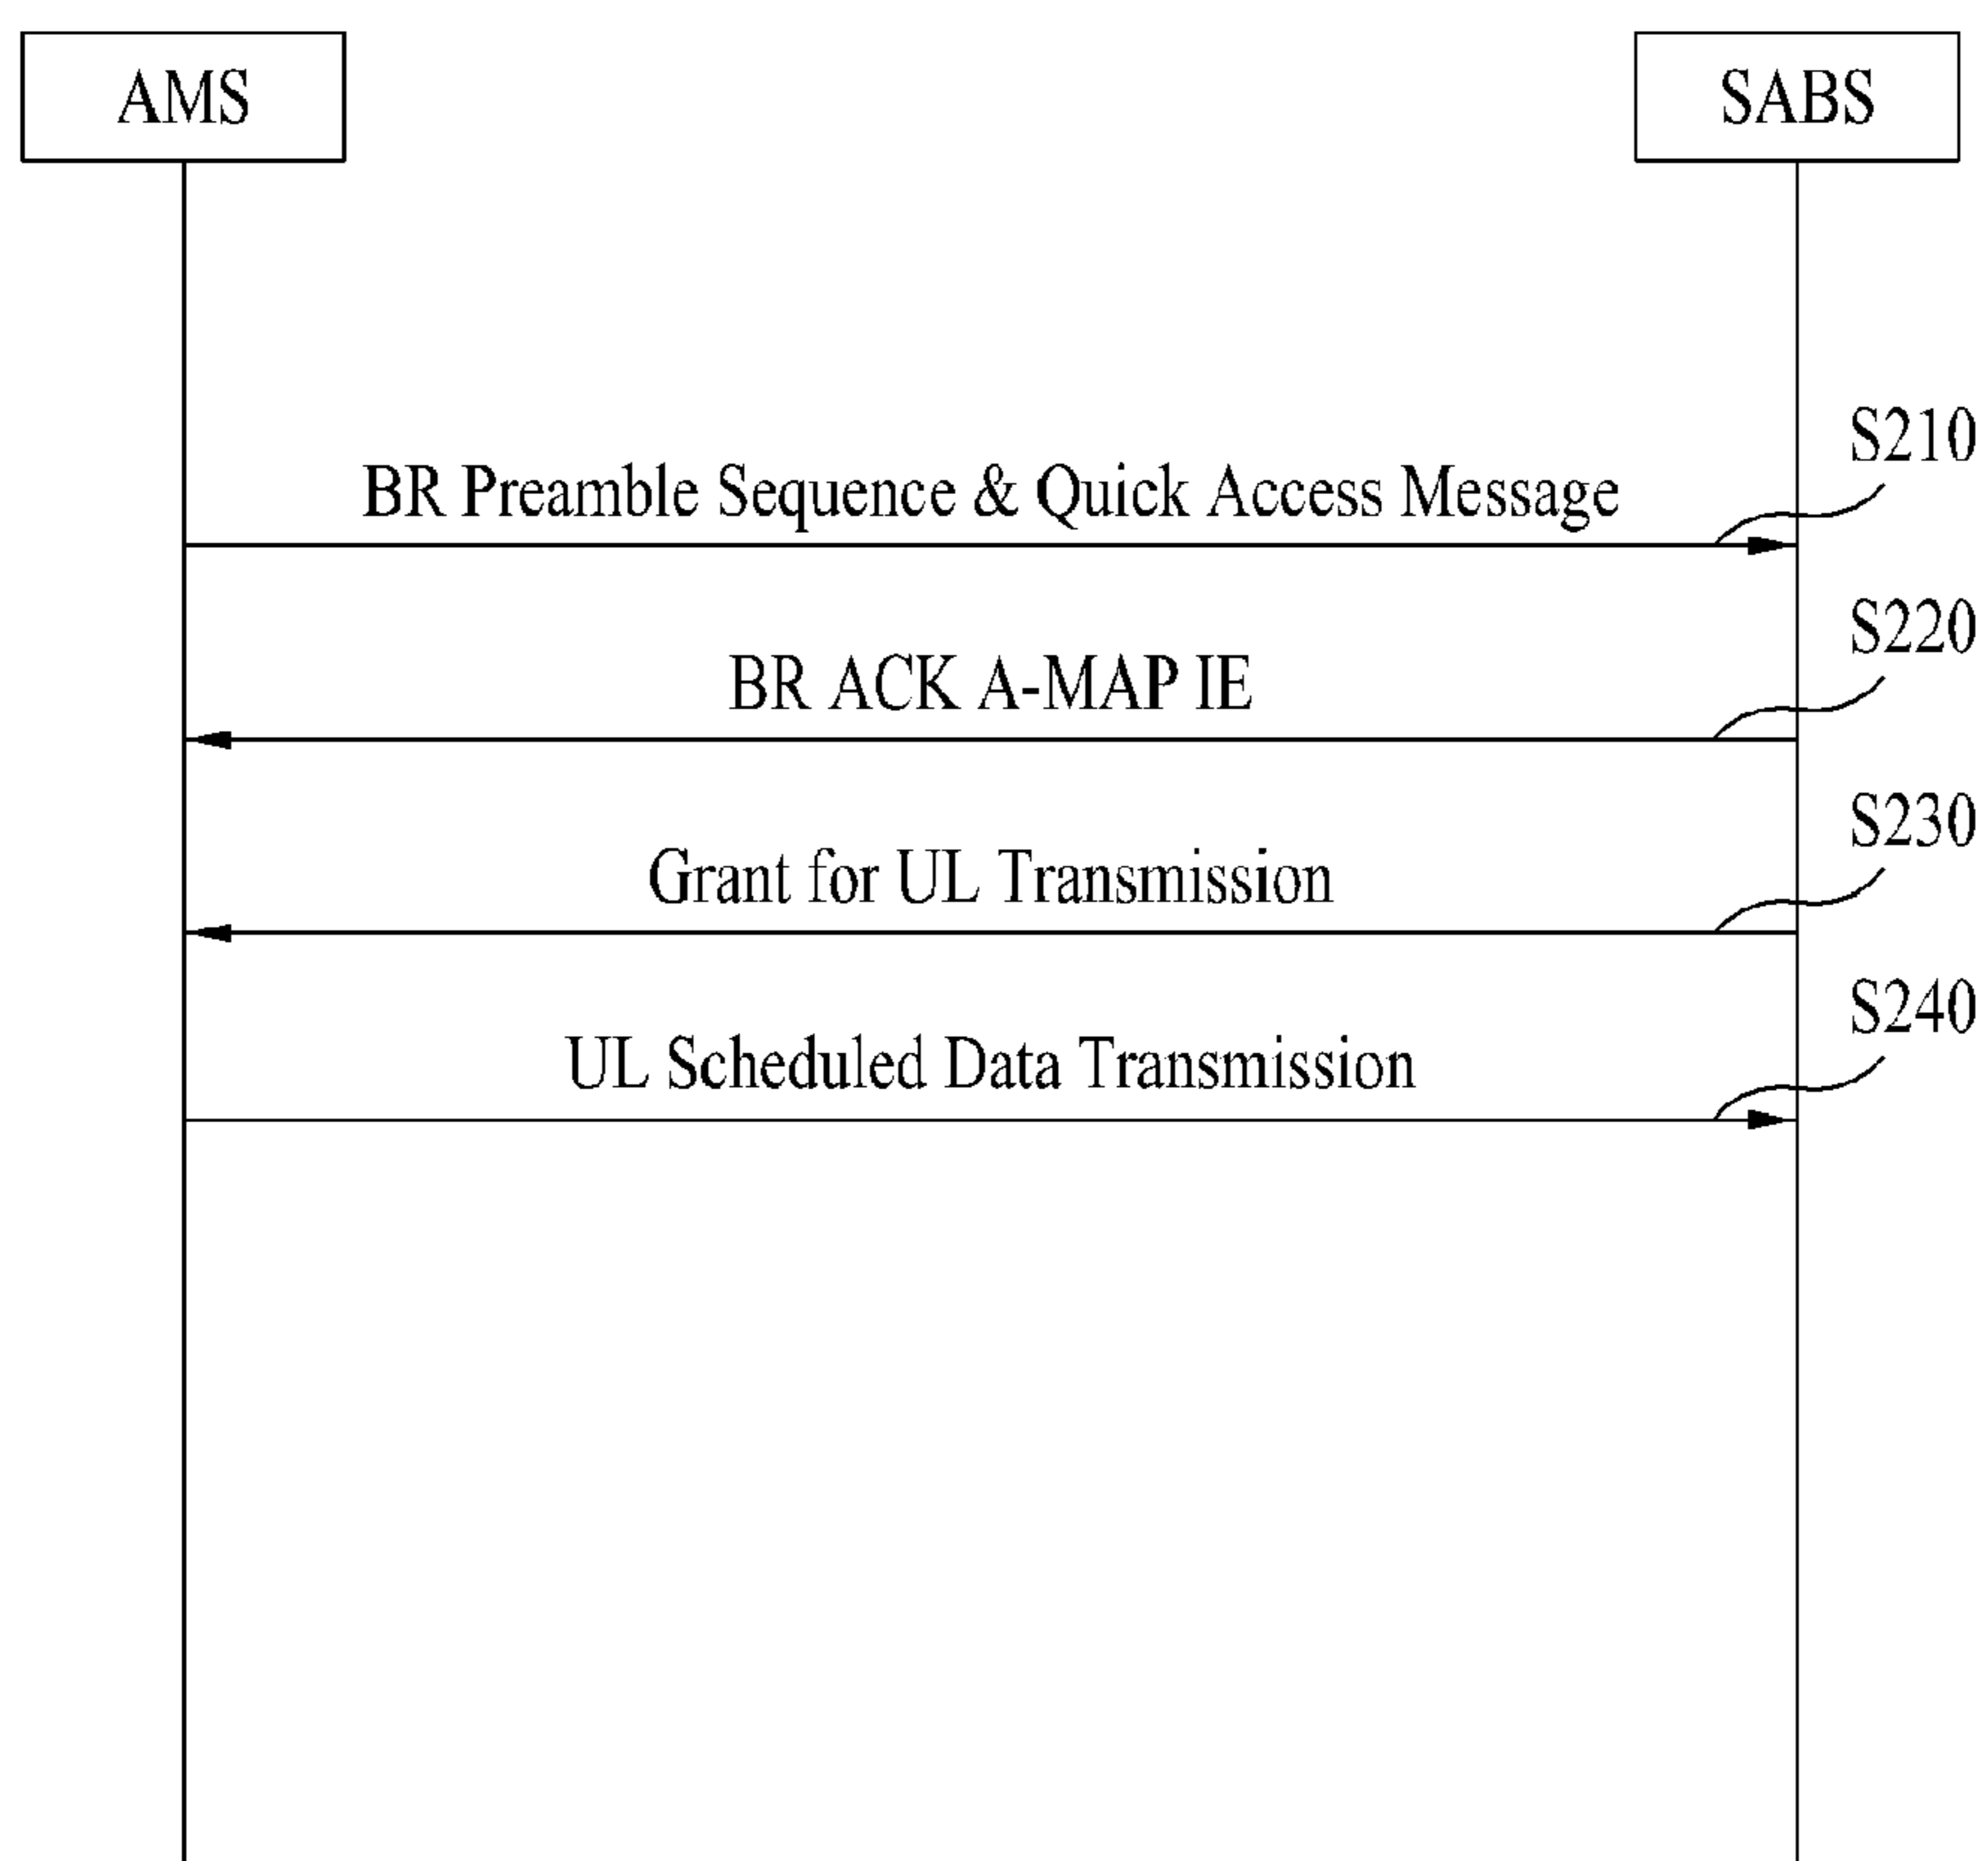 AMS
SABS
S210
BR Preamble Sequence & Quick Access Message
S220
BR ACK A-MAP IE
S230
Grant for UL Transmission
S240
UL Scheduled Data Transmission